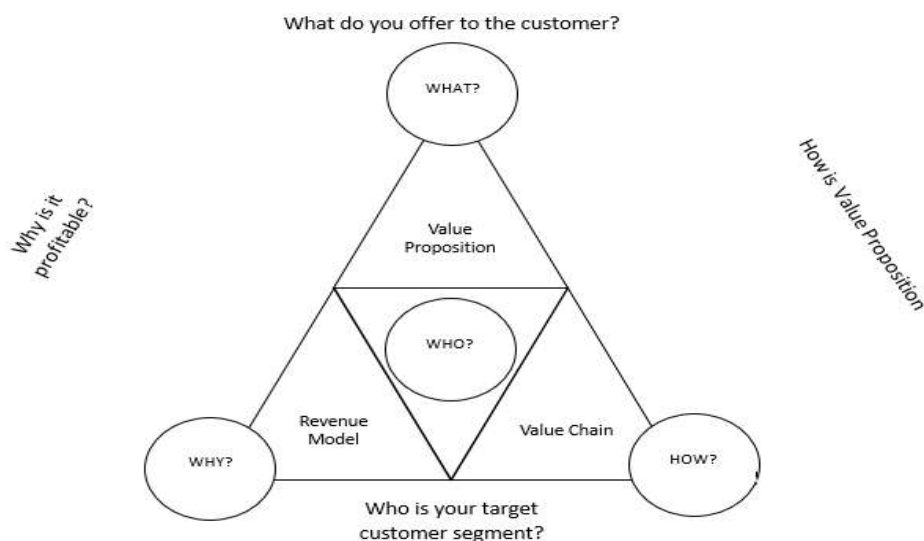 What do you offer to the customer?
WHAT?
Why is it
profitable?
How is Value Proposition
Value
Proposition
WHO?
Revenue
Model
Value Chain
WHY?
HOW?
Who is your target
customer segment?